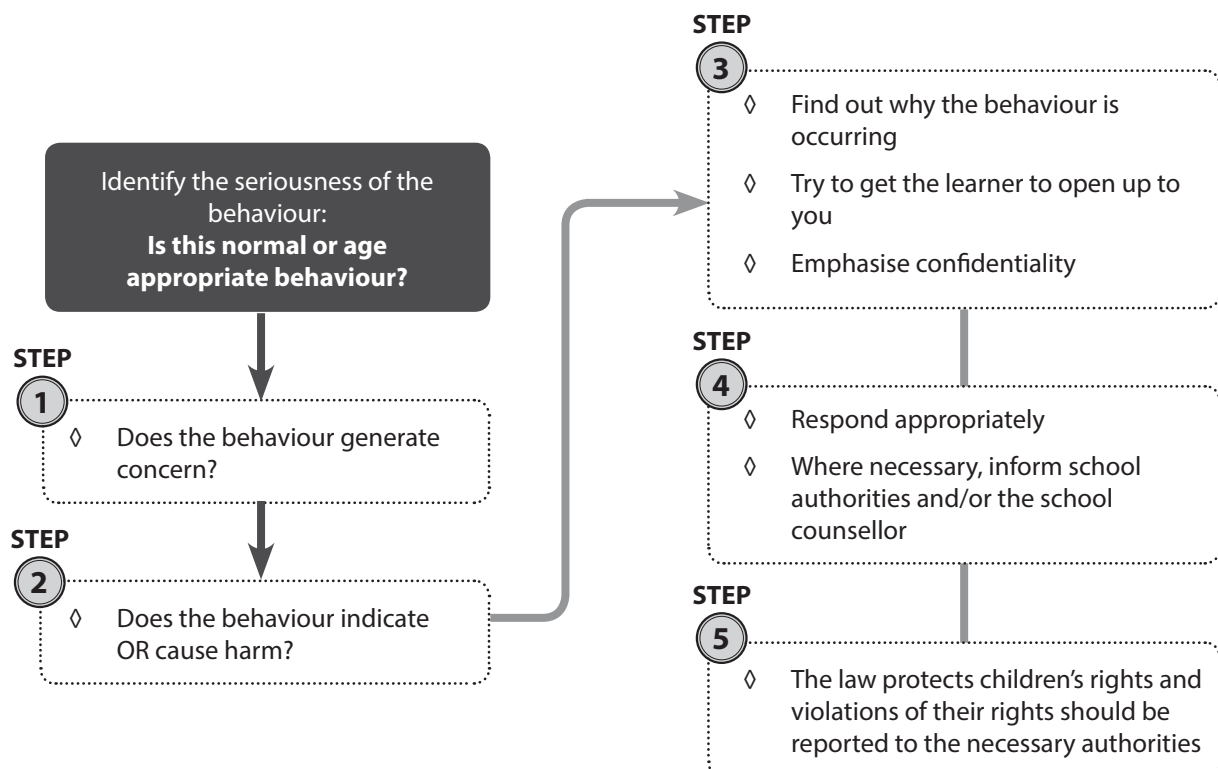 Identify the seriousness of the
behaviour:
Is this normal or age
appropriate behaviour?
STEP
1
◊ Does the behaviour generate
concern?
STEP
2
◊ Does the behaviour indicate
OR cause harm?
STEP
3
◊ Find out why the behaviour is
occurring
◊ Try to get the learner to open up to
you
◊ Emphasise confidentiality
STEP
4
◊ Respond appropriately
◊ Where necessary, inform school
authorities and/or the school
counsellor
STEP
5
◊ The law protects children’s rights and
violations of their rights should be
reported to the necessary authorities